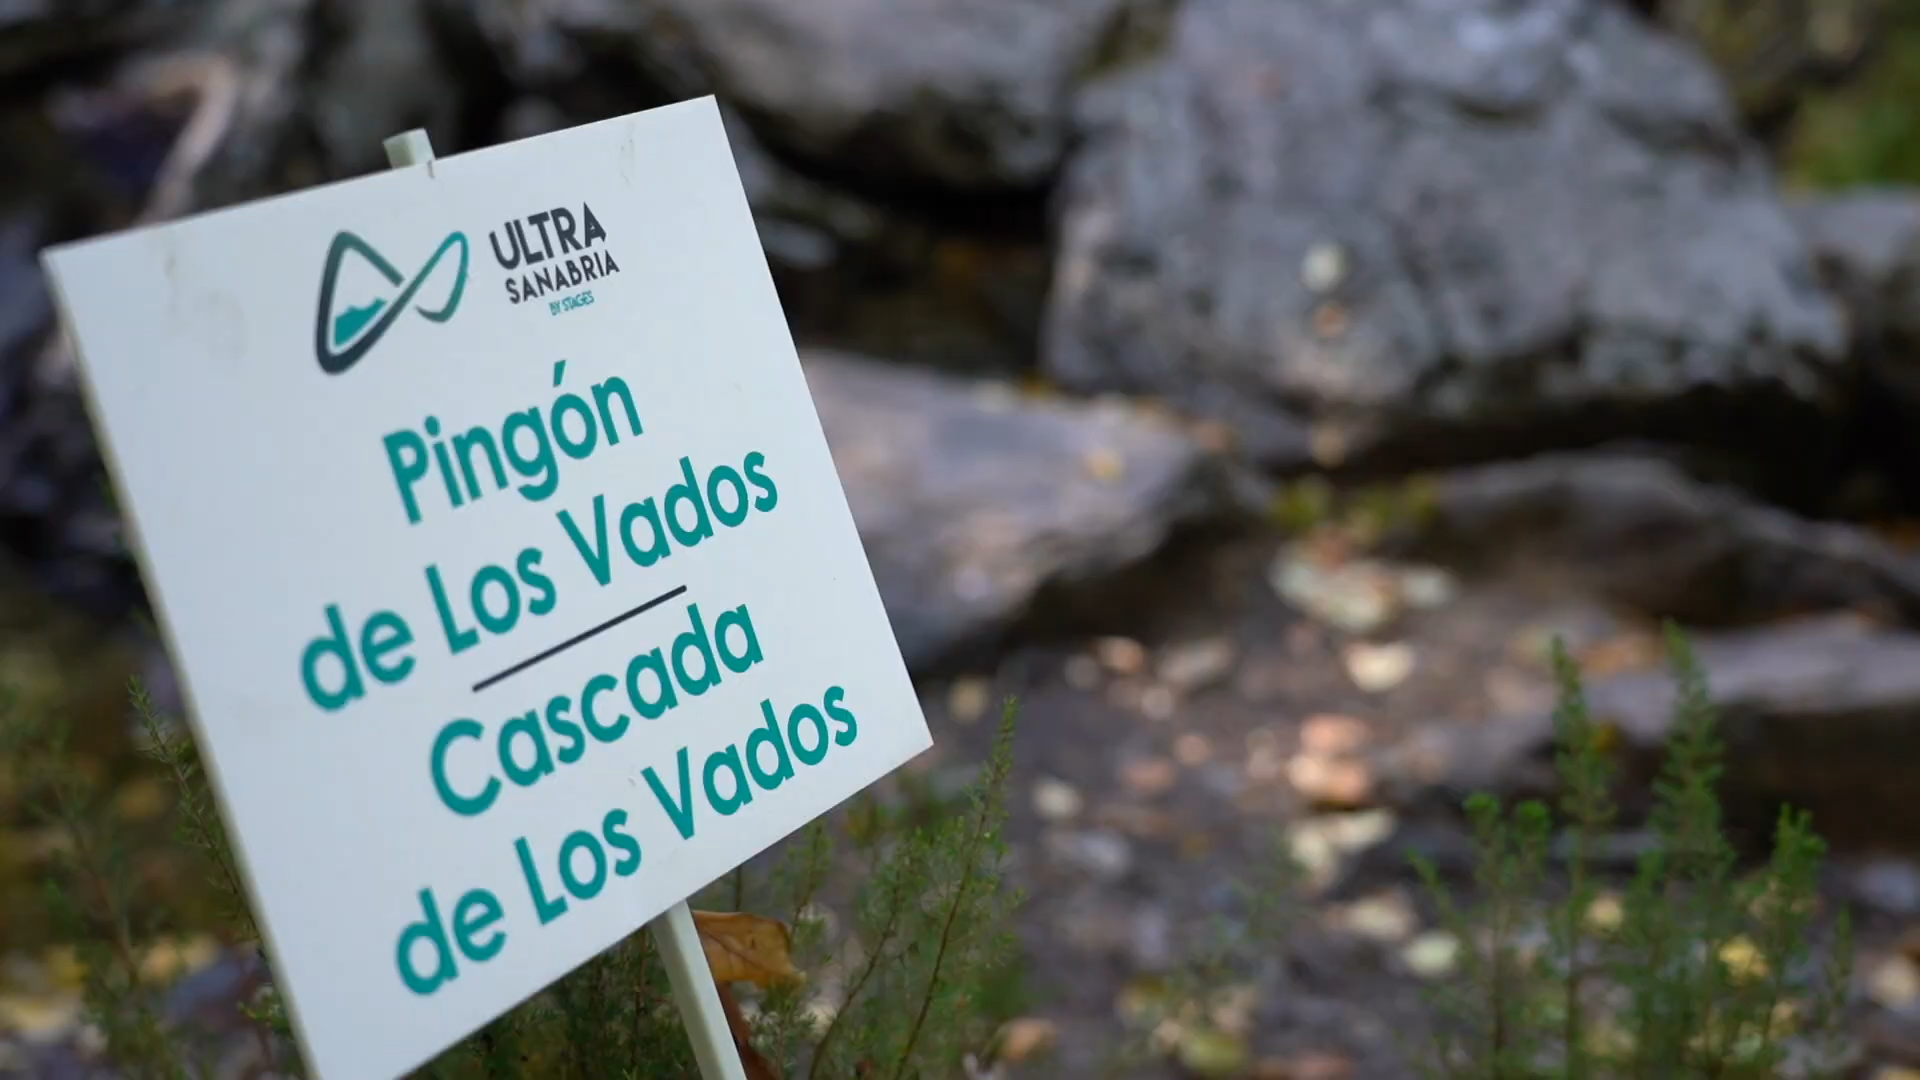 ULTRA
SANABRIA
BY STAGES
Pingón
de Los Vados
Cascada
de Los Vados